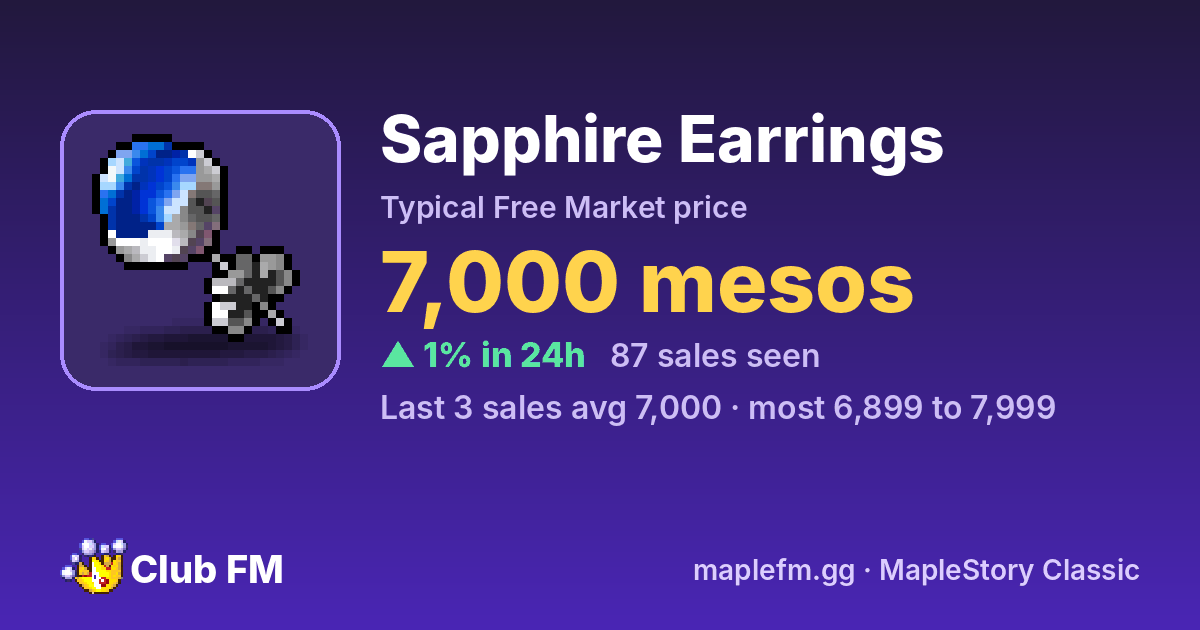 Sapphire Earrings
Typical Free Market price
7,000 mesos
▲ 1% in 24h 87 sales seen
Last 3 sales avg 7,000 · most 6,899 to 7,999
Club FM
maplefm.gg · MapleStory Classic